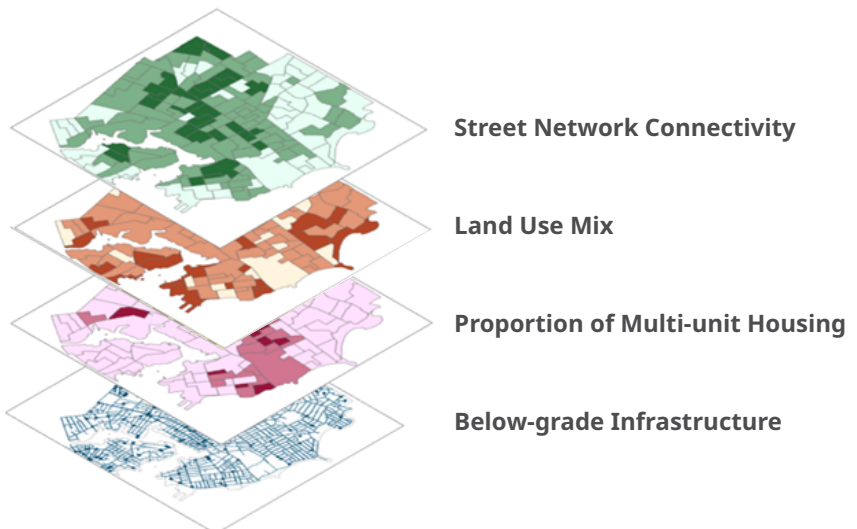 Street Network Connectivity
Land Use Mix
Proportion of Multi-unit Housing
Below-grade Infrastructure